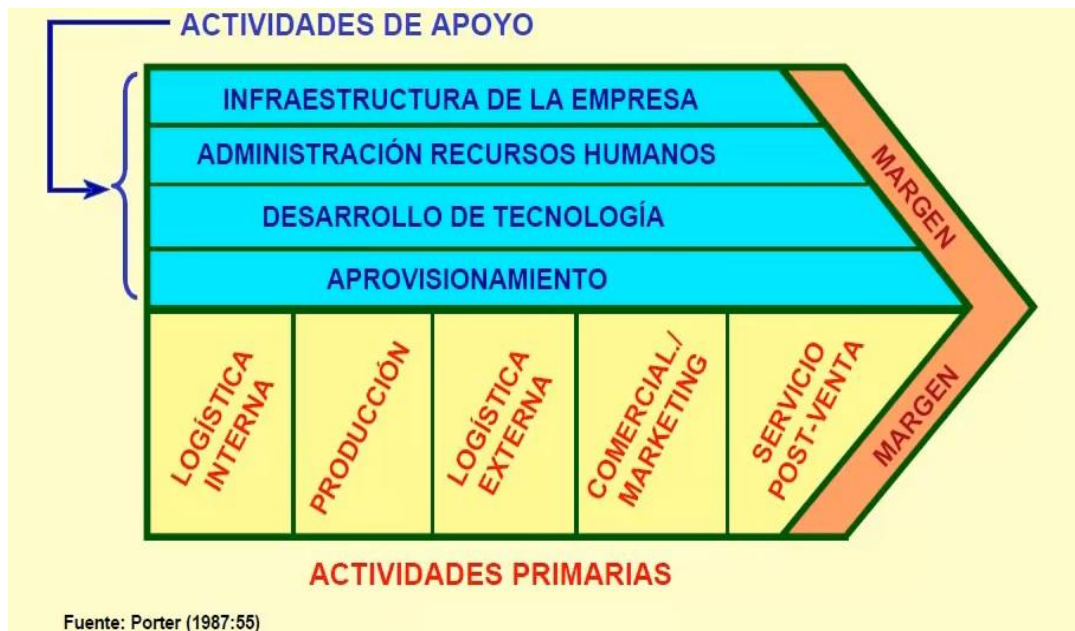 ACTIVIDADES DE APOYO
INFRAESTRUCTURA DE LA EMPRESA
ADMINISTRACIÓN RECURSOS HUMANOS
DESARROLLO DE TECNOLOGÍA
APROVISIONAMIENTO
MARGEN
LOGÍSTICA
INTERNA
PRODUCCIÓN
LOGÍSTICA
EXTERNA
COMERCIAL./
MARKETING
SERVICIO
POST-VENTA
MARGEN
ACTIVIDADES PRIMARIAS
Fuente: Porter (1987:55)